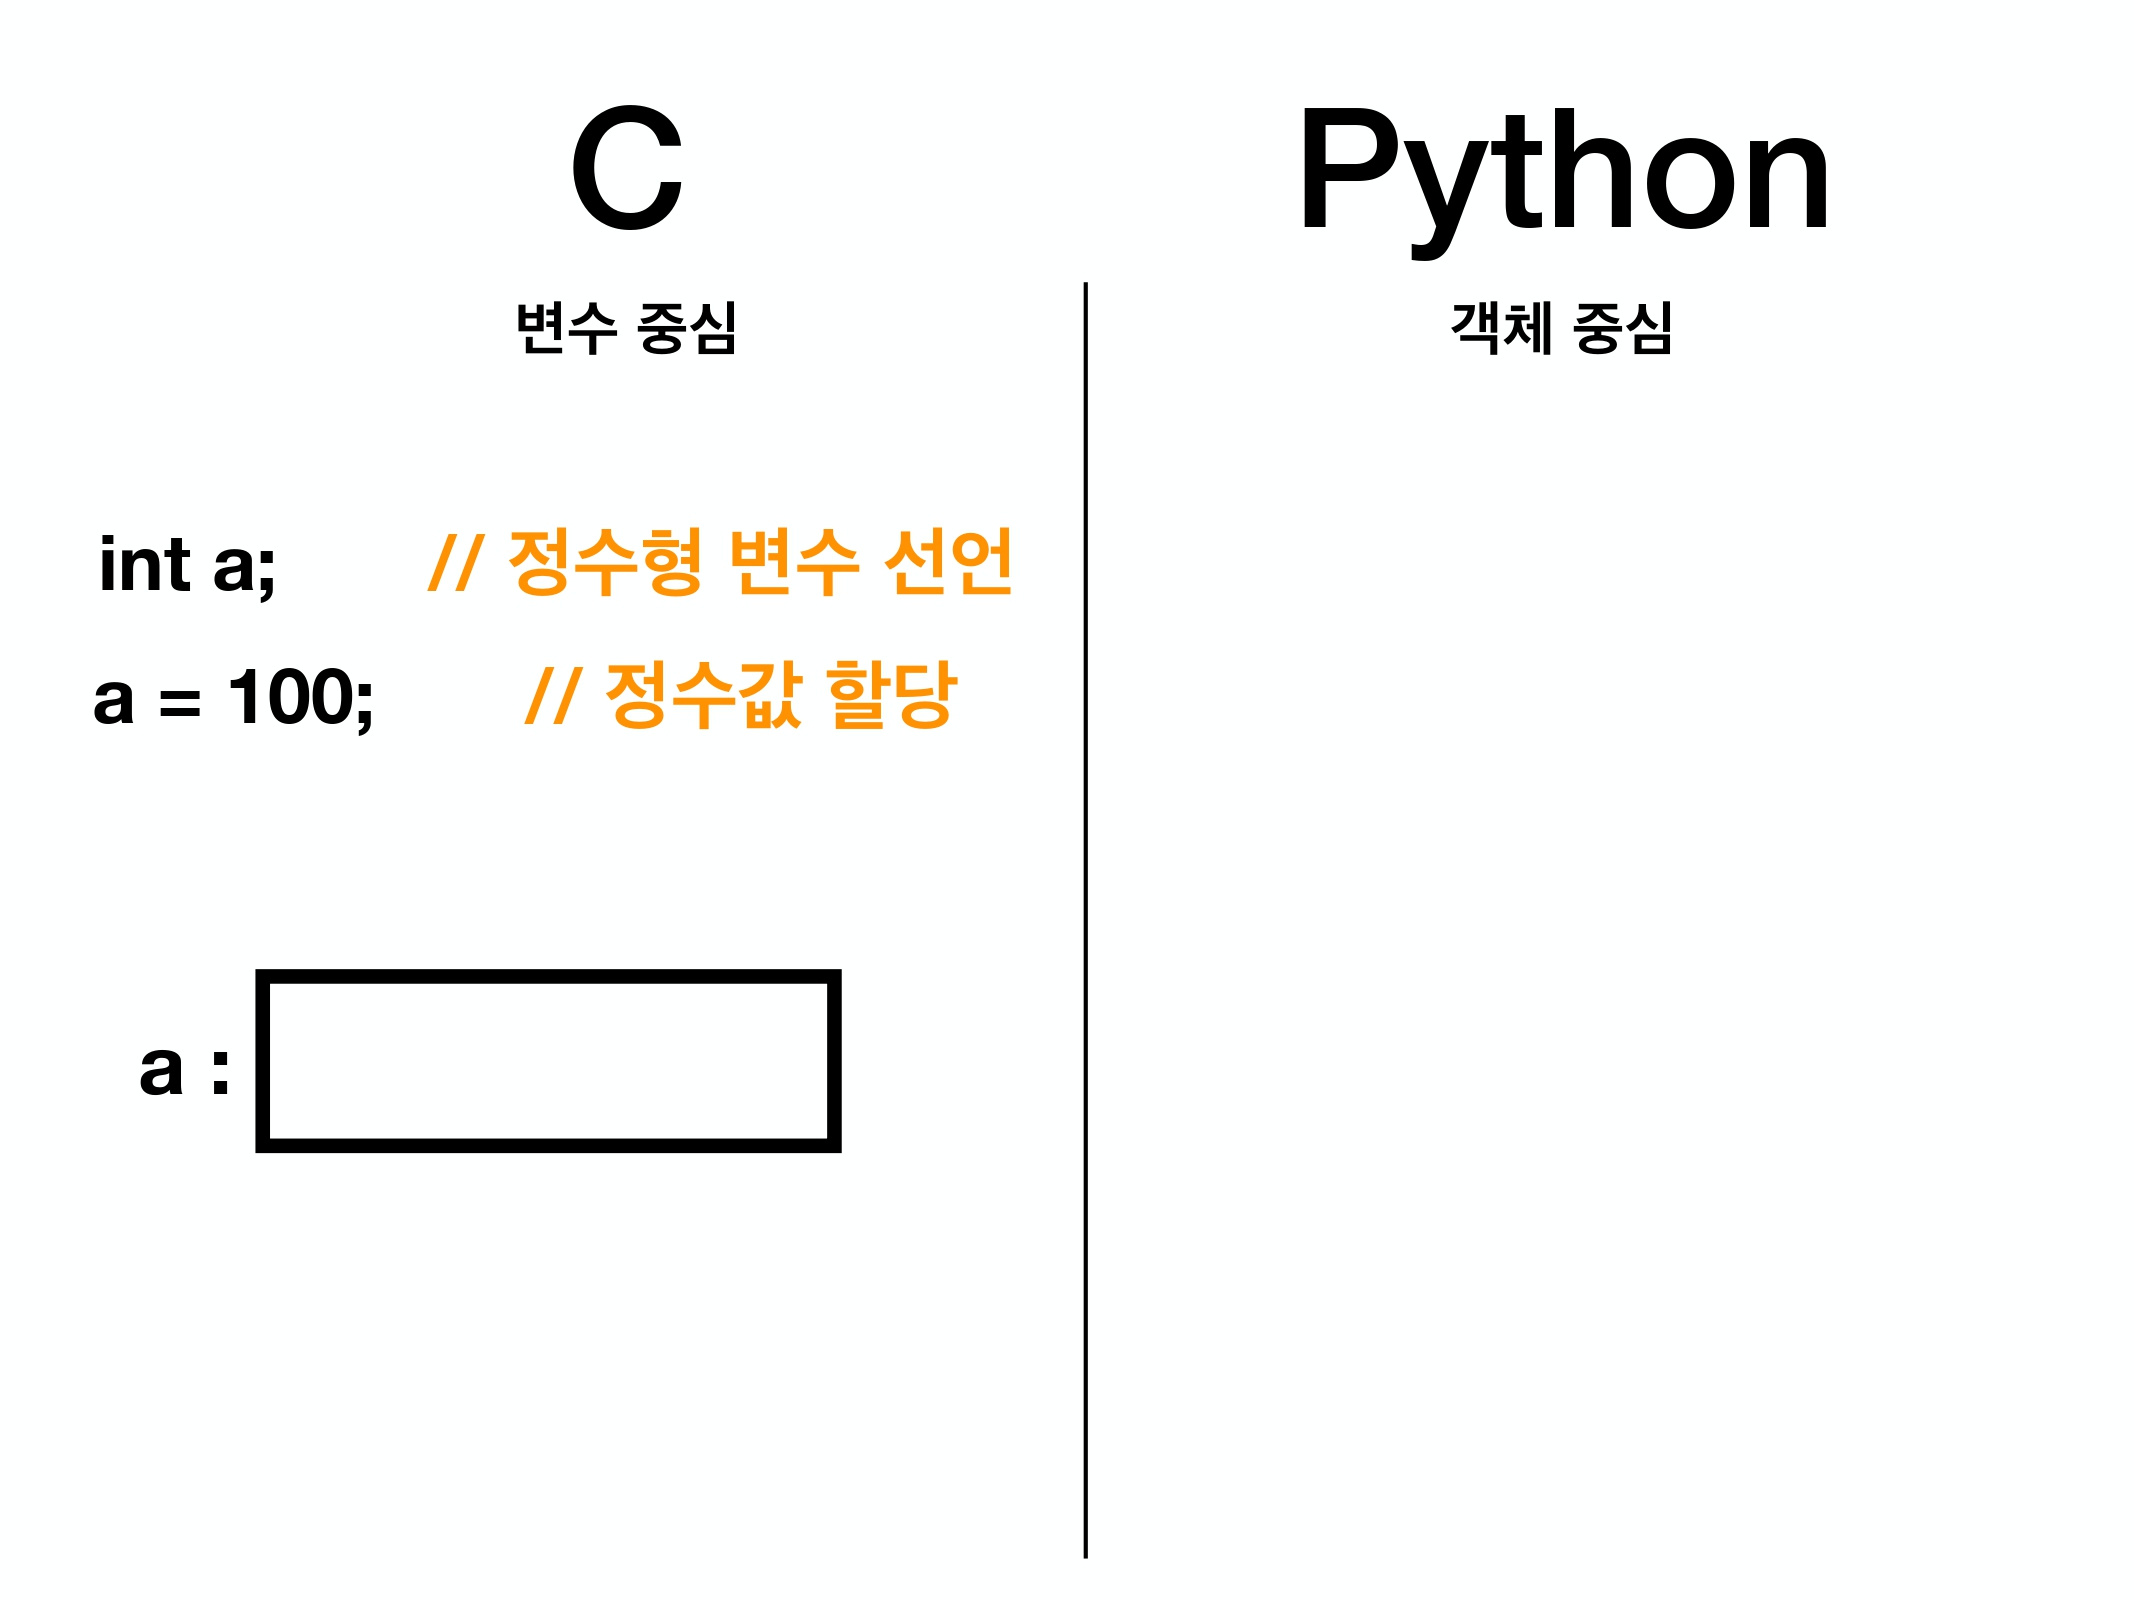 C
변수 중심
int a; // 정수형 변수 선언
a = 100; // 정수값 할당
a :
Python
객체 중심